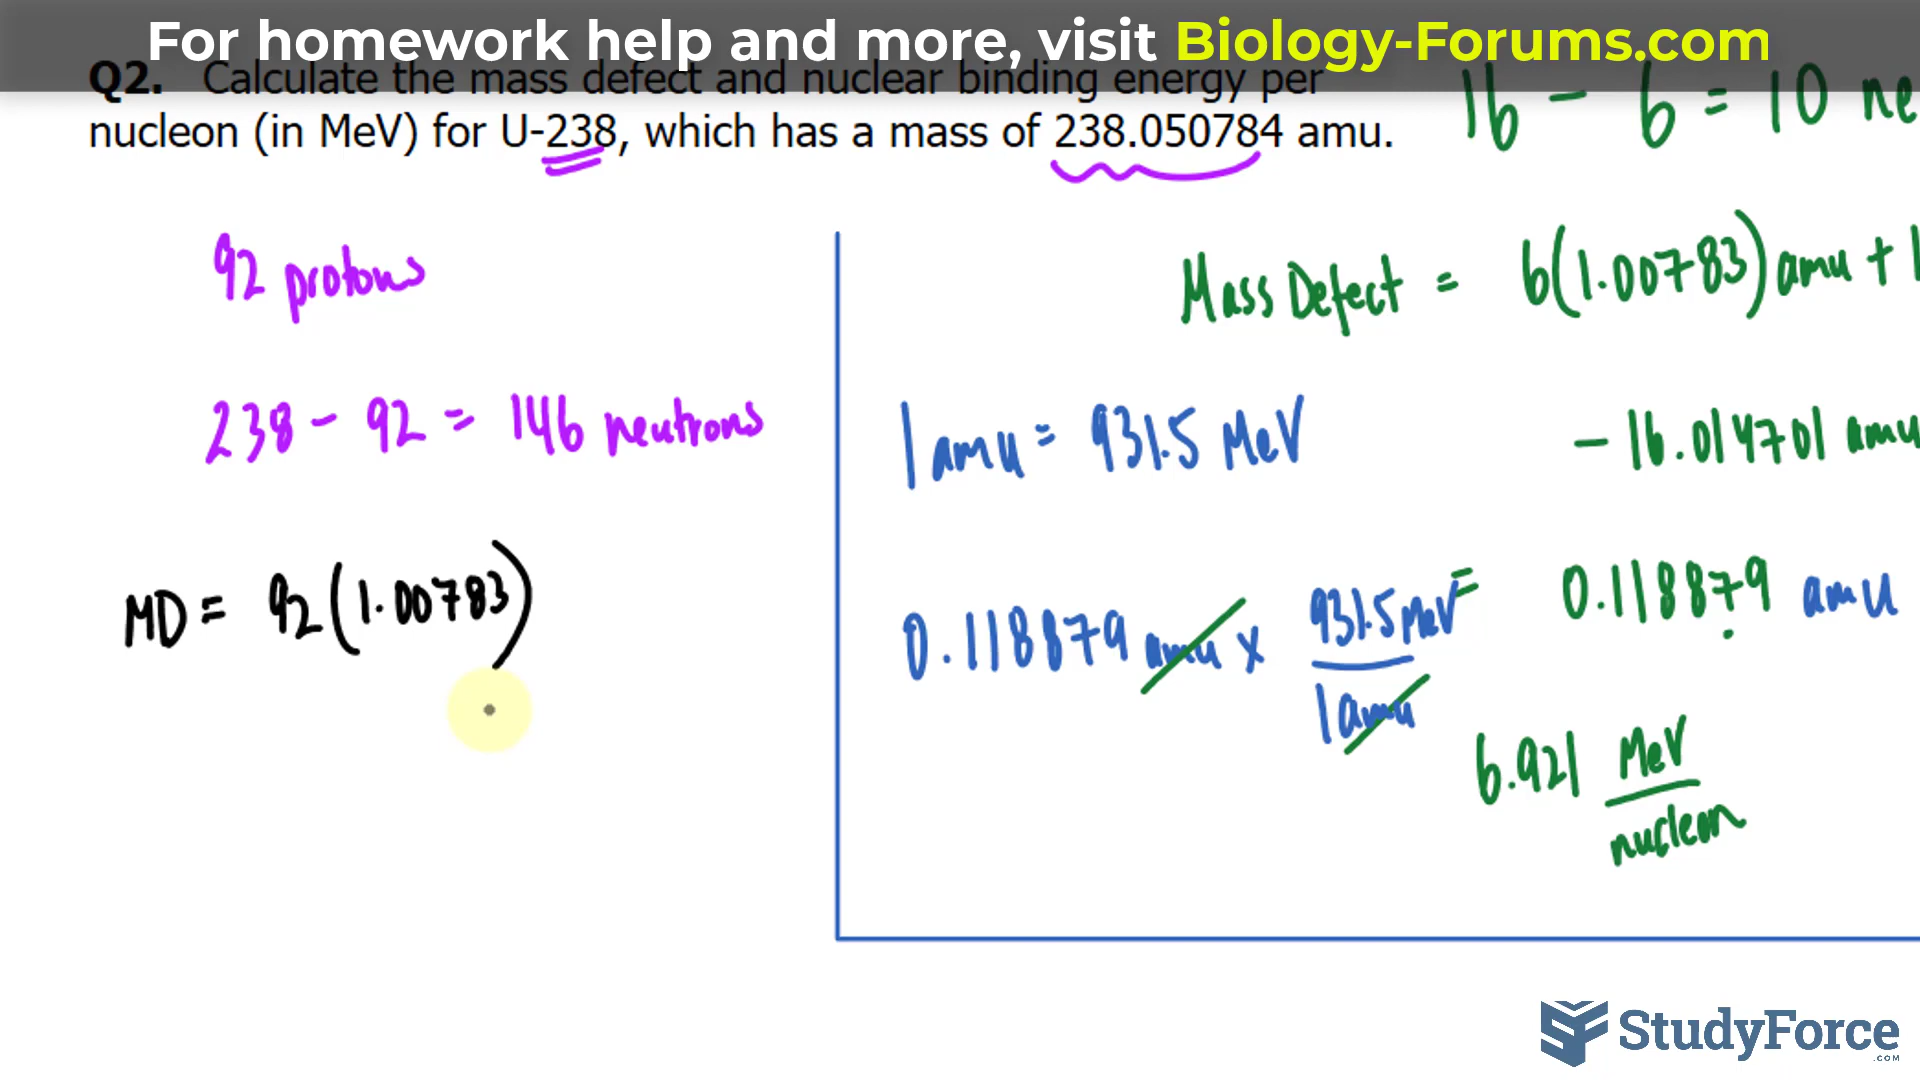 For homework help and more, visit Biology-Forums.com
Q2. Calculate the mass defect and nuclear binding energy per
nucleon (in MeV) for U-238, which has a mass of 238.050784 amu.
16 - 6 = 10 ne
92 protons
238 - 92 = 146 neutrons
MD = 92(1.00783)
Mass Defect = 6(1.00783)amu + 1
- 16.014701 amu
1 amu = 931.5 MeV
= 0.118879 amu
0.118879 amu x 931.5 MeV
1 amu
6.921 MeV
nucleon
StudyForce
.COM